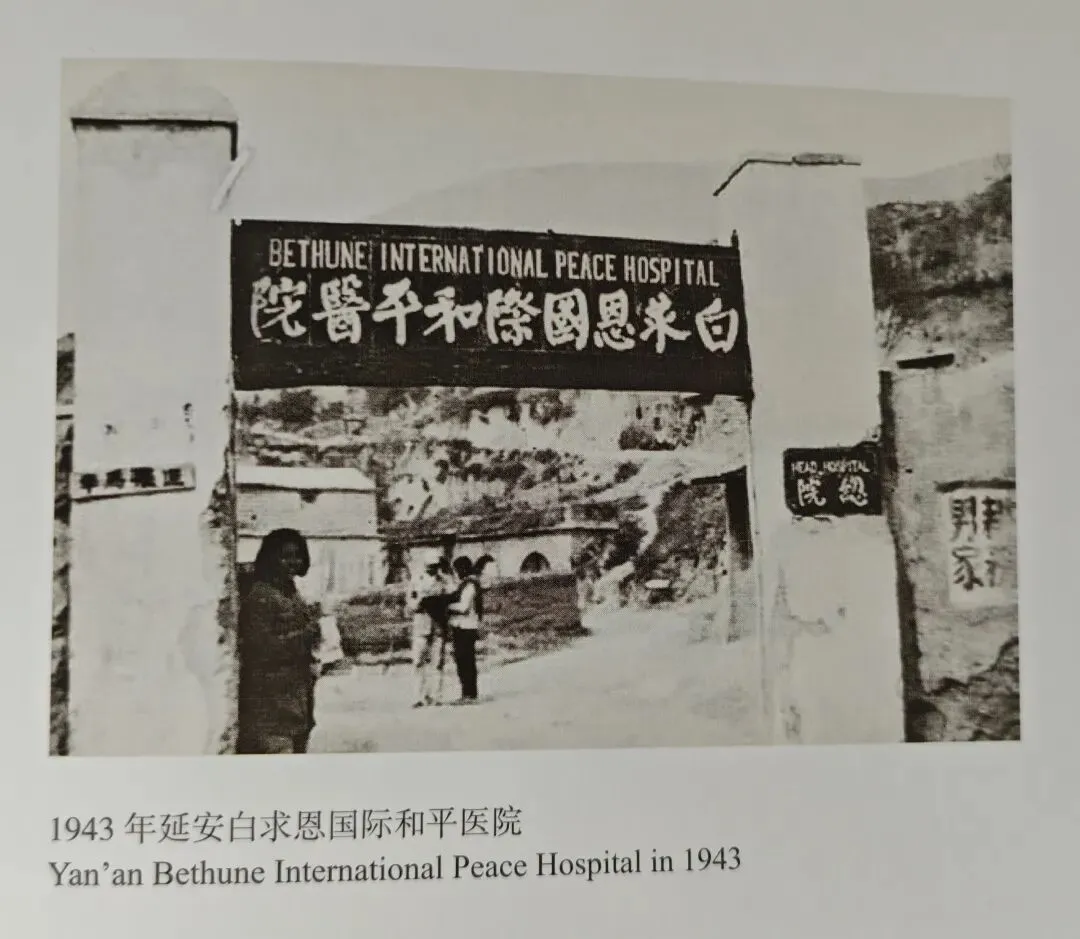 BETHUNE INTERNATIONAL PEACE HOSPITAL
白求恩國際和平醫院
HEAD HOSPITAL
總院
1943 年延安白求恩国际和平医院
Yan'an Bethune International Peace Hospital in 1943